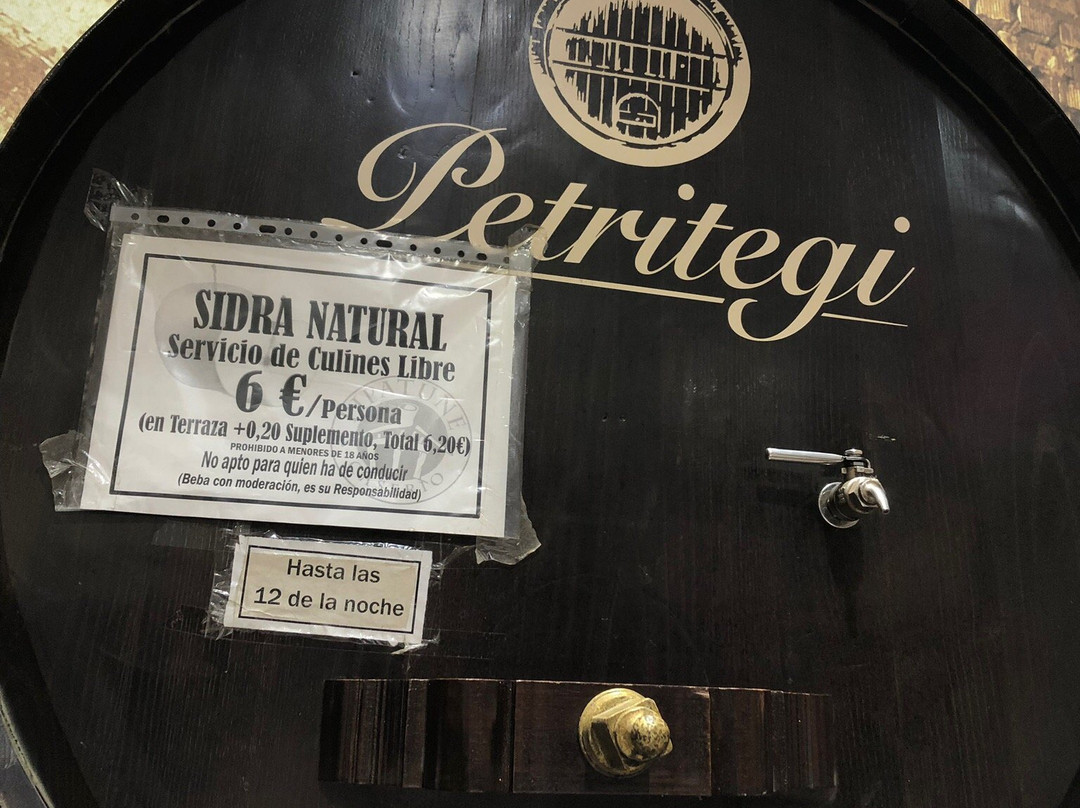 Petritegi
SIDRA NATURAL
Servicio de Culines Libre
6 €/Persona
(en Terraza +0,20 Suplemento, Total 6,20€)
PROHIBIDO A MENORES DE 18 AÑOS
No apto para quien ha de conducir
(Beba con moderación, es su Responsabilidad)
Hasta las
12 de la noche